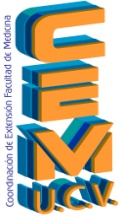 Coordinación de Extensión Facultad de Medicina
CEM
U.C.V.